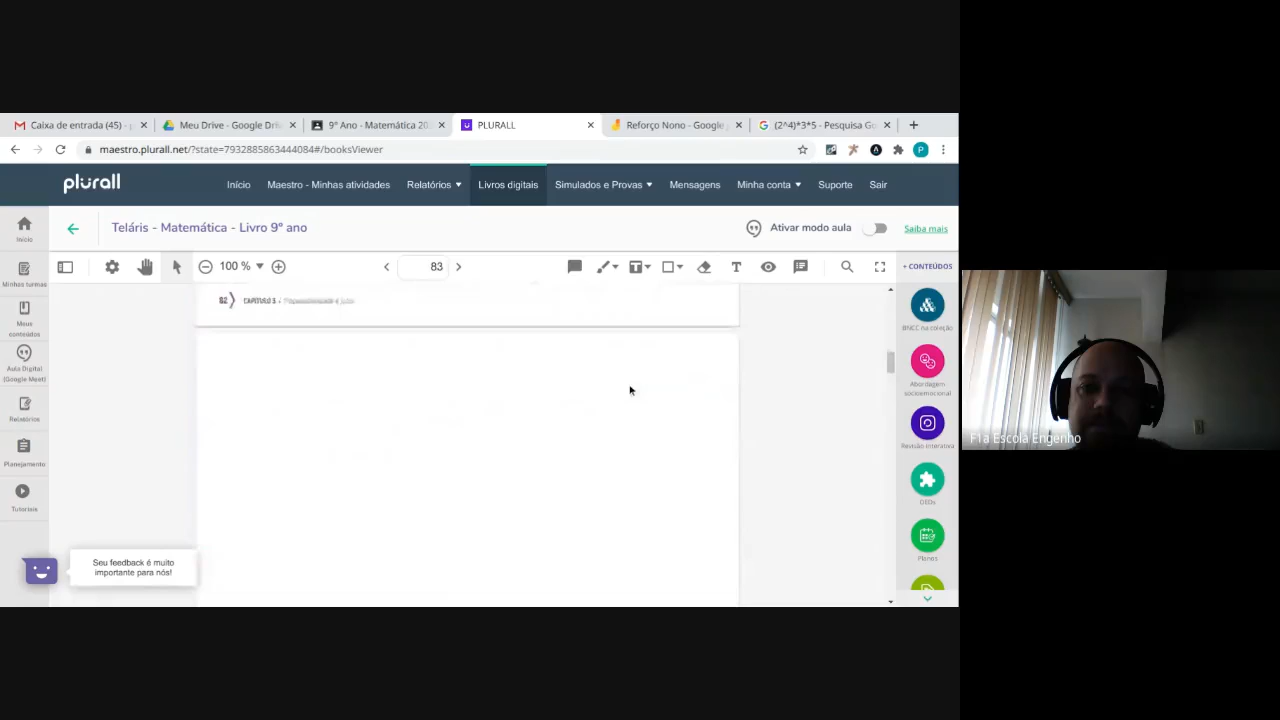 Caixa de entrada (45) - p
Meu Drive - Google Dri
9º Ano - Matemática 20
PLURALL
Reforço Nono - Google
(2^4)*3*5 - Pesquisa Go
maestro.plurall.net/?state=7932885863444084#/booksViewer
P
plurall
Início
Maestro - Minhas atividades
Relatórios
Livros digitais
Simulados e Provas
Mensagens
Minha conta
Suporte
Sair
Início
Teláris - Matemática - Livro 9º ano
Ativar modo aula
Saiba mais
100 %
83
+ CONTEÚDOS
Minhas turmas
Meus conteúdos
Aula Digital
(Google Meet)
Relatórios
Planejamento
Tutoriais
82
CAPÍTULO 3
BNCC na coleção
Abordagem
socioemocional
Revisão Interativa
OEDs
Planos
Seu feedback é muito
importante para nós!
F1a Escola Engenho